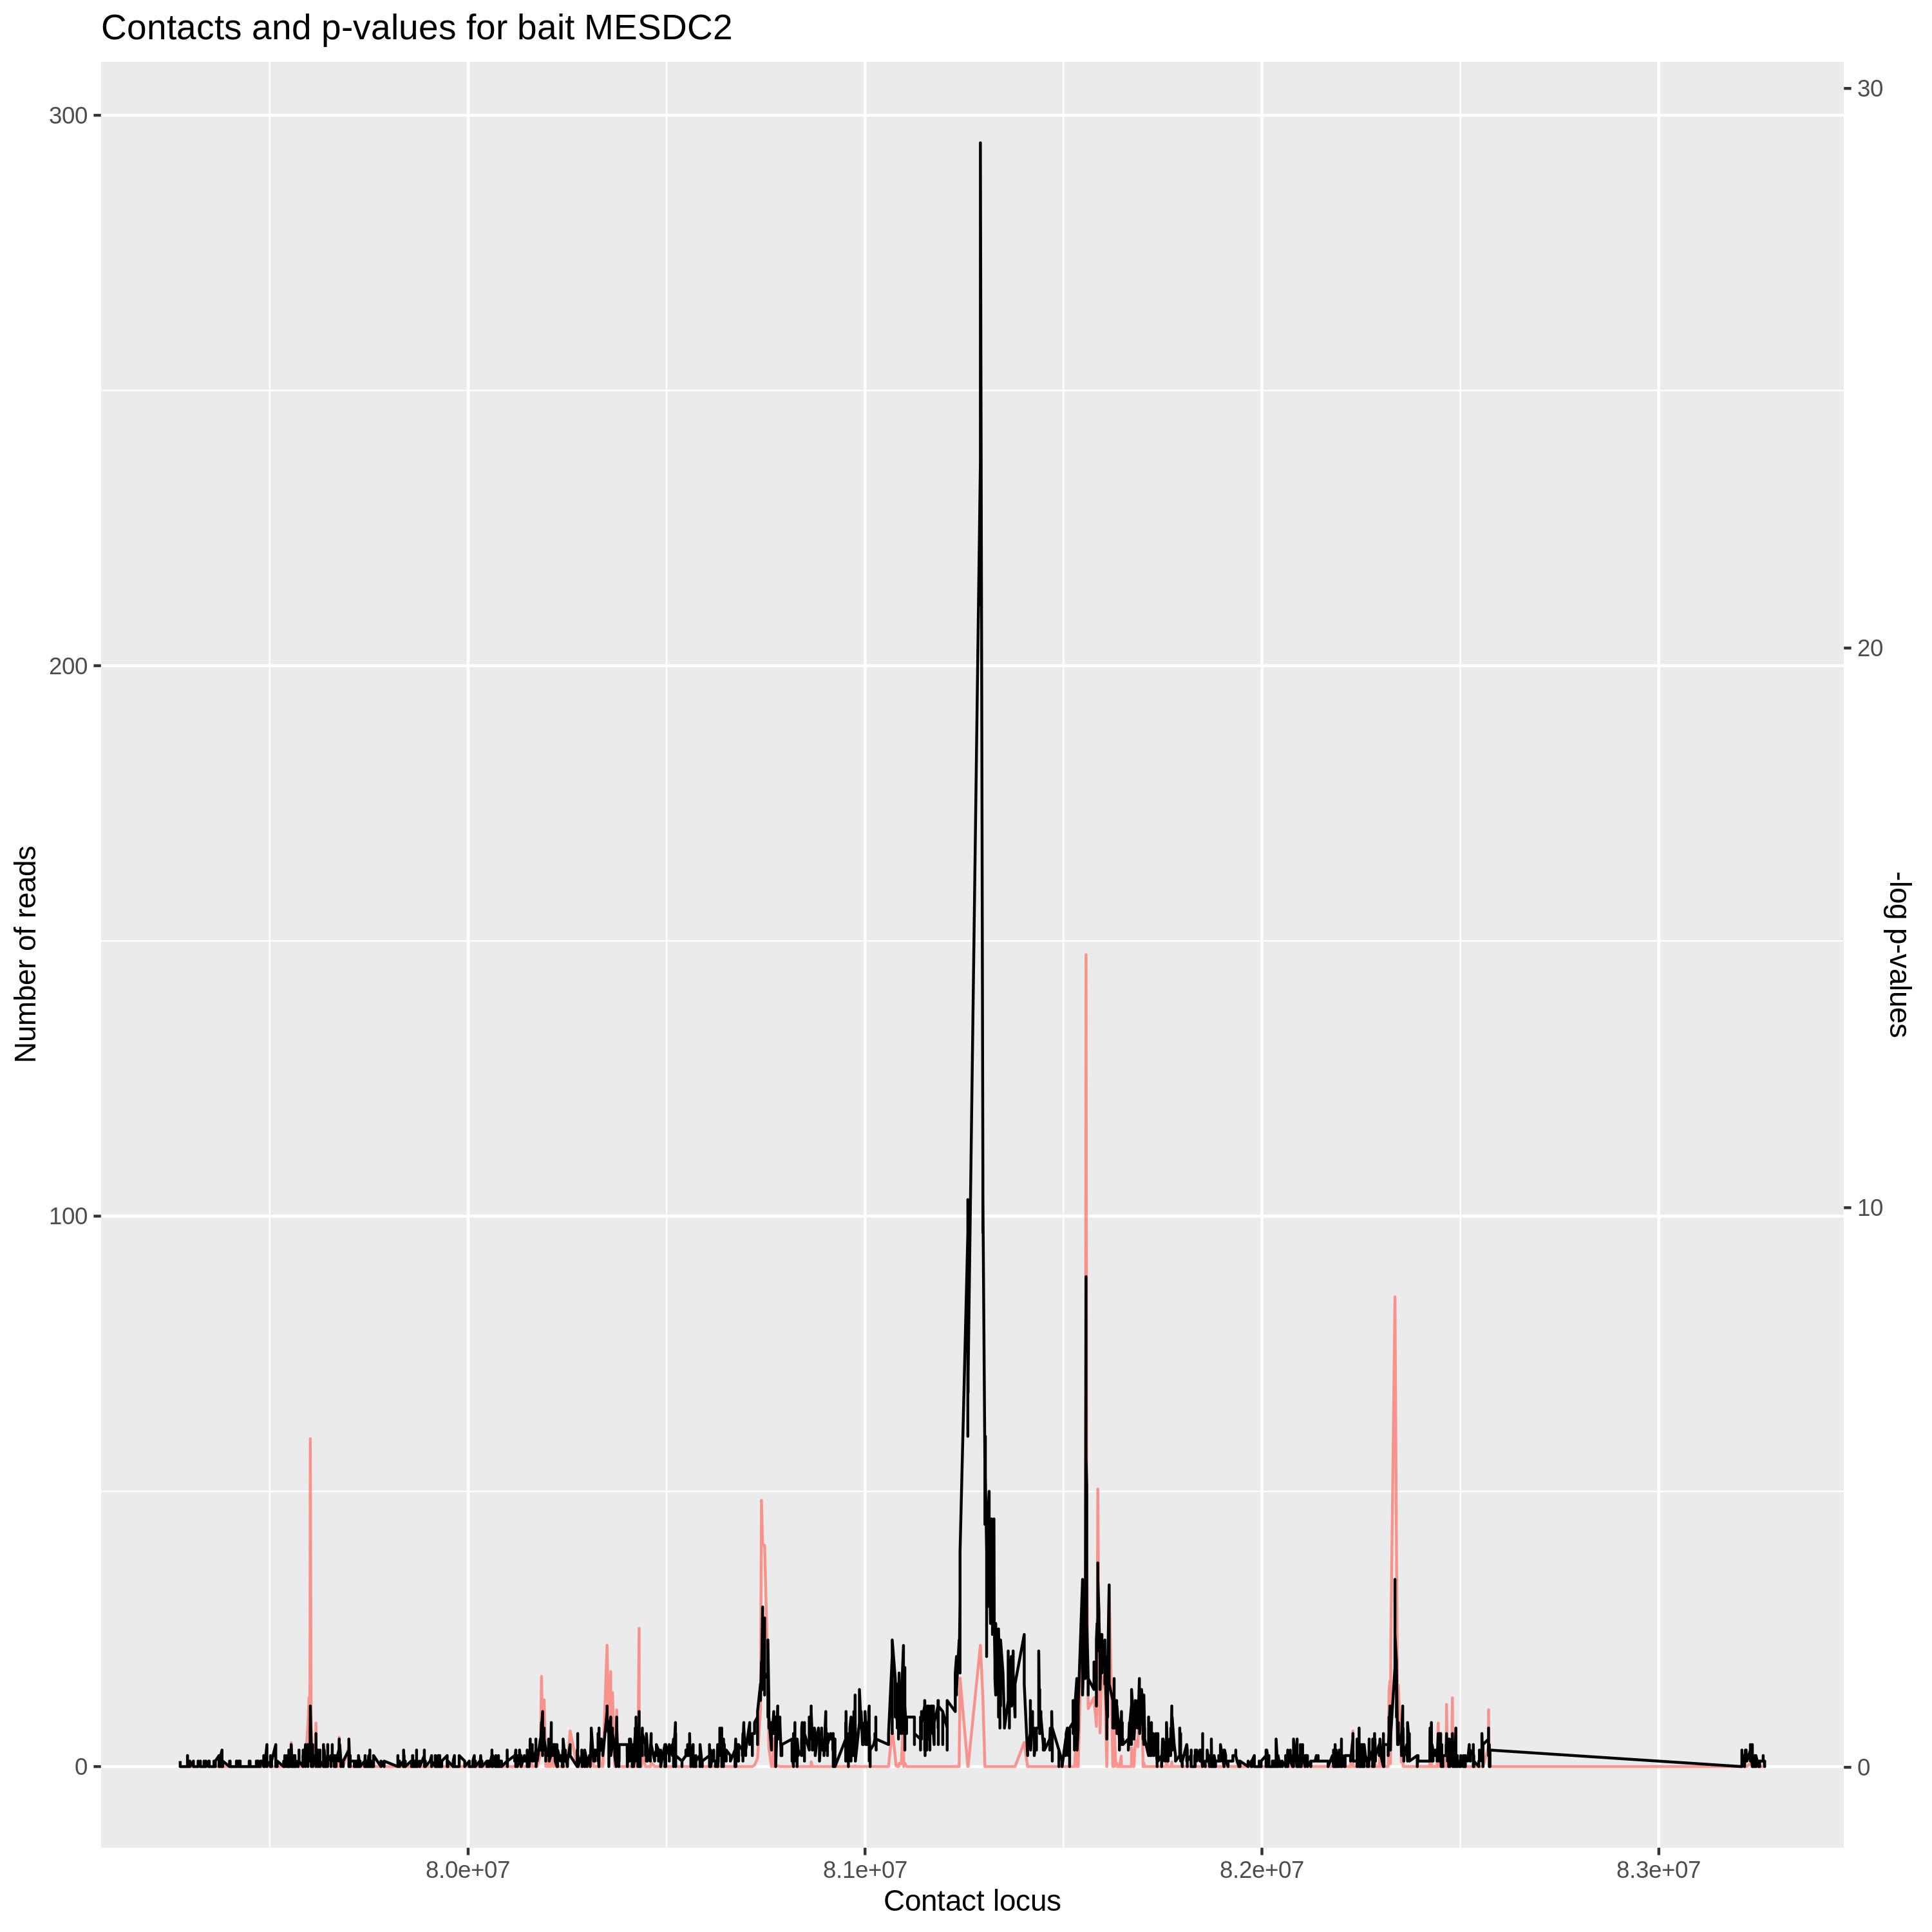 Contacts and p-values for bait MESDC2
300
200
100
0
30
20
10
0
Number of reads
-log p-values
8.0e+07
8.1e+07
8.2e+07
8.3e+07
Contact locus